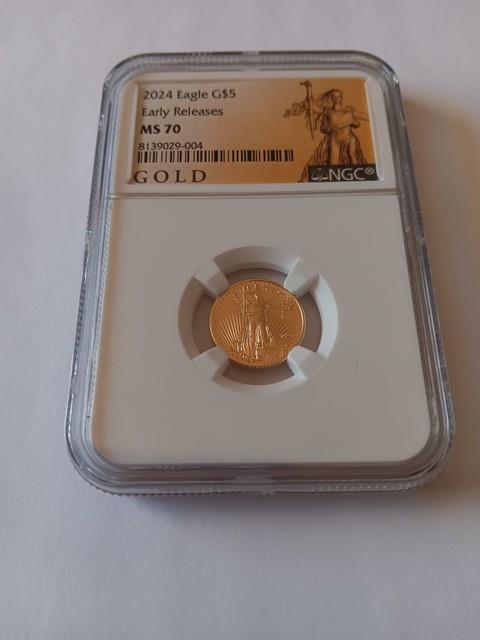 2024 Eagle G$5
Early Releases
MS 70
8139029-004
GOLD
NGC®